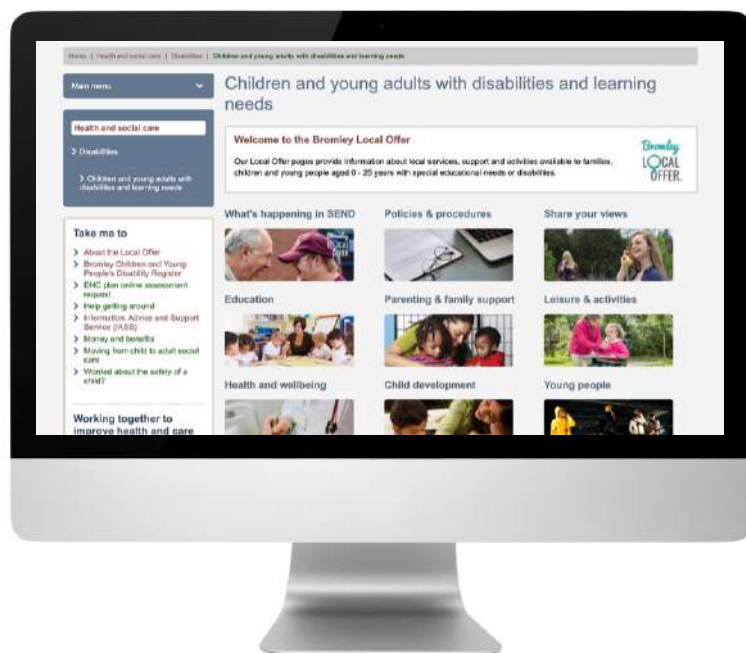 Home | Health and social care | Disabilities | Children and young adults with disabilities and learning needs
Main menu
Health and social care
Disabilities
Children and young adults with
disabilities and learning needs
Take me to
About the Local Offer
Bromley Children and Young
People's Disability Register
EHC plan online assessment
request
Help getting around
Information, Advice and Support
Service (IASS)
Money and benefits
Moving from child to adult social
care
Worried about the safety of a
child?
Working together to
improve health and care
Children and young adults with disabilities and learning
needs
Welcome to the Bromley Local Offer
Our Local Offer pages provide information about local services, support and activities available to families,
children and young people aged 0 - 25 years with special educational needs or disabilities.
Bromley
LOCAL
OFFER.
What's happening in SEND
Policies & procedures
Share your views
Education
Parenting & family support
Leisure & activities
Health and wellbeing
Child development
Young people